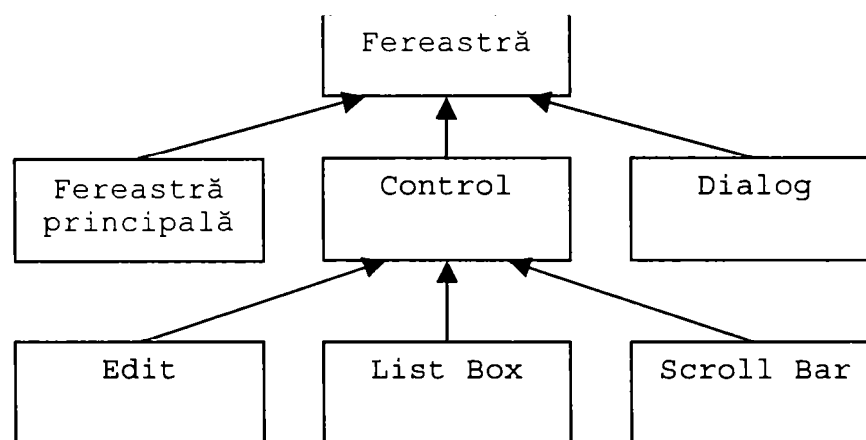 Fereastră
Fereastră
principală
Control
Dialog
Edit
List Box
Scroll Bar